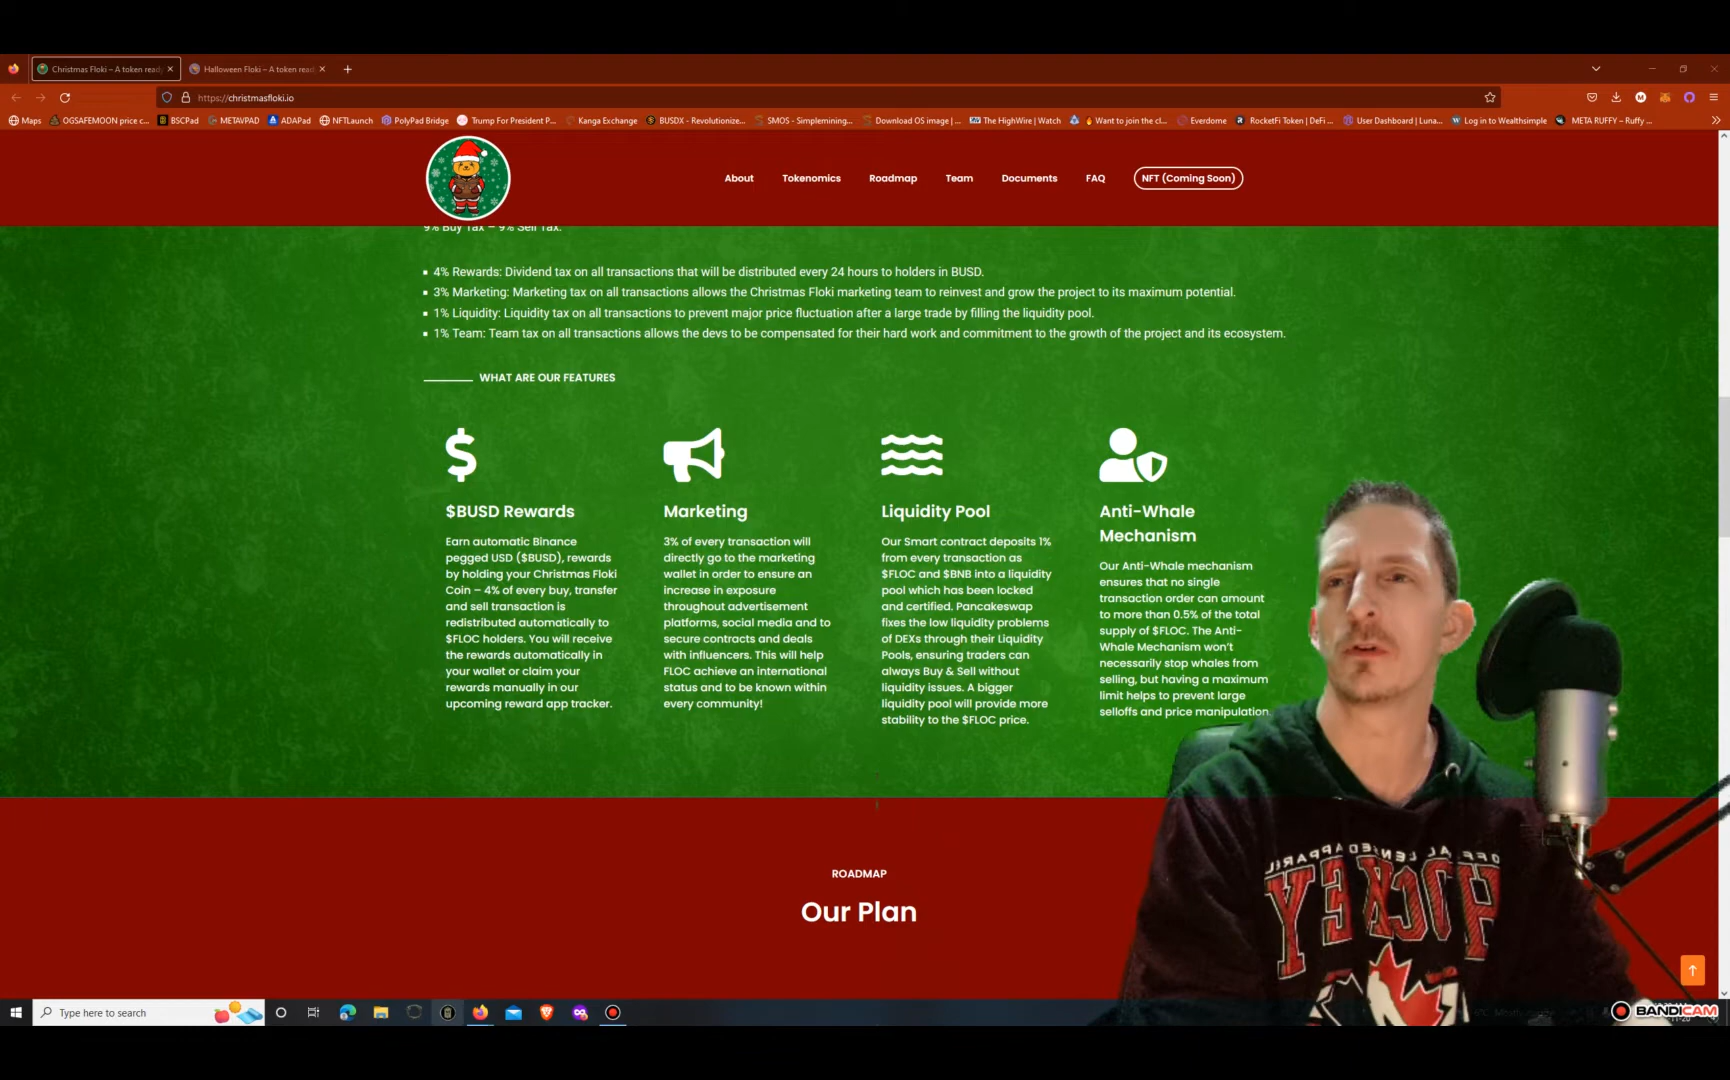 Christmas Floki – A token ready
Halloween Floki – A token read
https://christmasfloki.io
Maps
OGSAFEMOON price c...
BSCPad
METAVPAD
ADAPad
NFTLaunch
PolyPad Bridge
Trump For President P...
Kanga Exchange
BUSDX - Revolutionize...
SMOS - Simplemining...
Download OS image | ...
The HighWire | Watch
Want to join the cl...
Everdome
RocketFi Token | DeFi ...
User Dashboard | Luna...
Log in to Wealthsimple
META RUFFY – Ruffy ...
About
Tokenomics
Roadmap
Team
Documents
FAQ
NFT (Coming Soon)
9% Buy Tax – 9% Sell Tax.
4% Rewards: Dividend tax on all transactions that will be distributed every 24 hours to holders in BUSD.
3% Marketing: Marketing tax on all transactions allows the Christmas Floki marketing team to reinvest and grow the project to its maximum potential.
1% Liquidity: Liquidity tax on all transactions to prevent major price fluctuation after a large trade by filling the liquidity pool.
1% Team: Team tax on all transactions allows the devs to be compensated for their hard work and commitment to the growth of the project and its ecosystem.
WHAT ARE OUR FEATURES
$BUSD Rewards
Earn automatic Binance
pegged USD ($BUSD), rewards
by holding your Christmas Floki
Coin – 4% of every buy, transfer
and sell transaction is
redistributed automatically to
$FLOC holders. You will receive
the rewards automatically in
your wallet or claim your
rewards manually in our
upcoming reward app tracker.
Marketing
3% of every transaction will
directly go to the marketing
wallet in order to ensure an
increase in exposure
throughout advertisement
platforms, social media and to
secure contracts and deals
with influencers. This will help
FLOC achieve an international
status and to be known within
every community!
Liquidity Pool
Our Smart contract deposits 1%
from every transaction as
$FLOC and $BNB into a liquidity
pool which has been locked
and certified. Pancakeswap
fixes the low liquidity problems
of DEXs through their Liquidity
Pools, ensuring traders can
always Buy & Sell without
liquidity issues. A bigger
liquidity pool will provide more
stability to the $FLOC price.
Anti-Whale
Mechanism
Our Anti-Whale mechanism
ensures that no single
transaction order can amount
to more than 0.5% of the total
supply of $FLOC. The Anti-
Whale Mechanism won't
necessarily stop whales from
selling, but having a maximum
limit helps to prevent large
selloffs and price manipulation.
ROADMAP
Our Plan
HOCKEY
Type here to search
BANDICAM